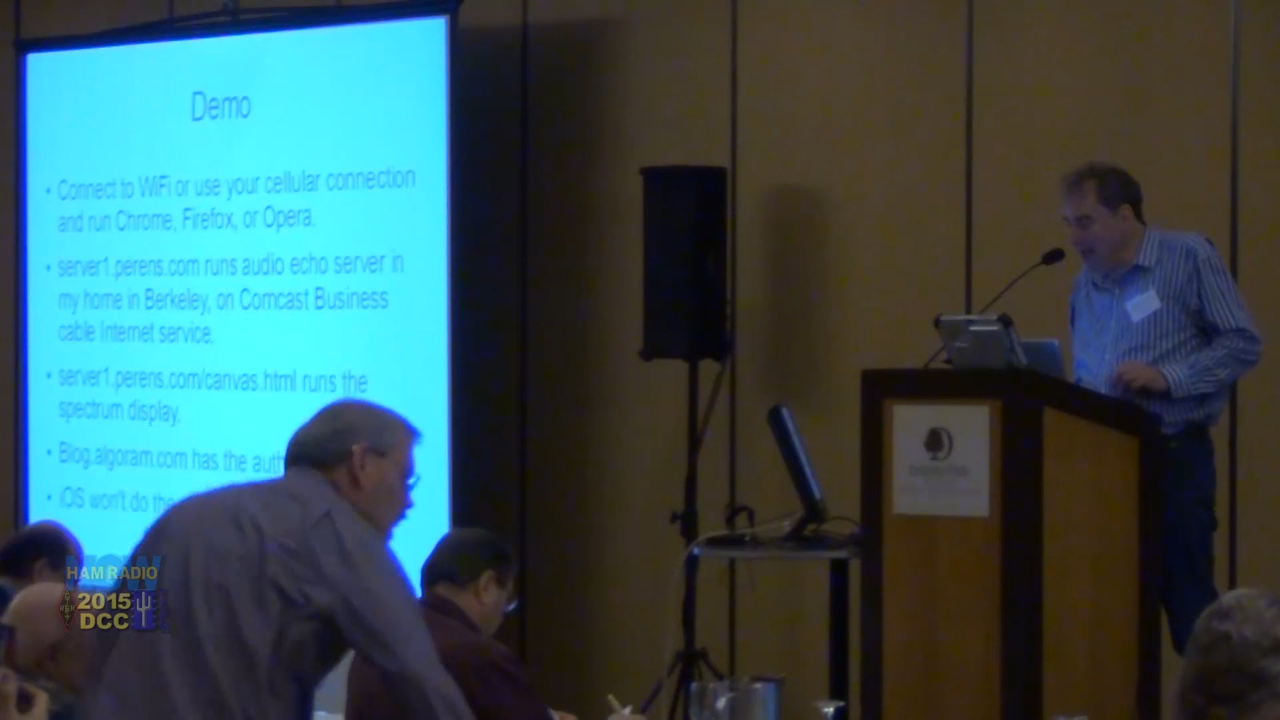 Demo
• Connect to WiFi or use your cellular connection
and run Chrome, Firefox, or Opera.
• server1.perens.com runs audio echo server in
my home in Berkeley, on Comcast Business
cable Internet service.
• server1.perens.com/canvas.html runs the
spectrum display.
• Blog.algoram.com has the auth
• iOS won't do the
HAM RADIO
2015
DCC